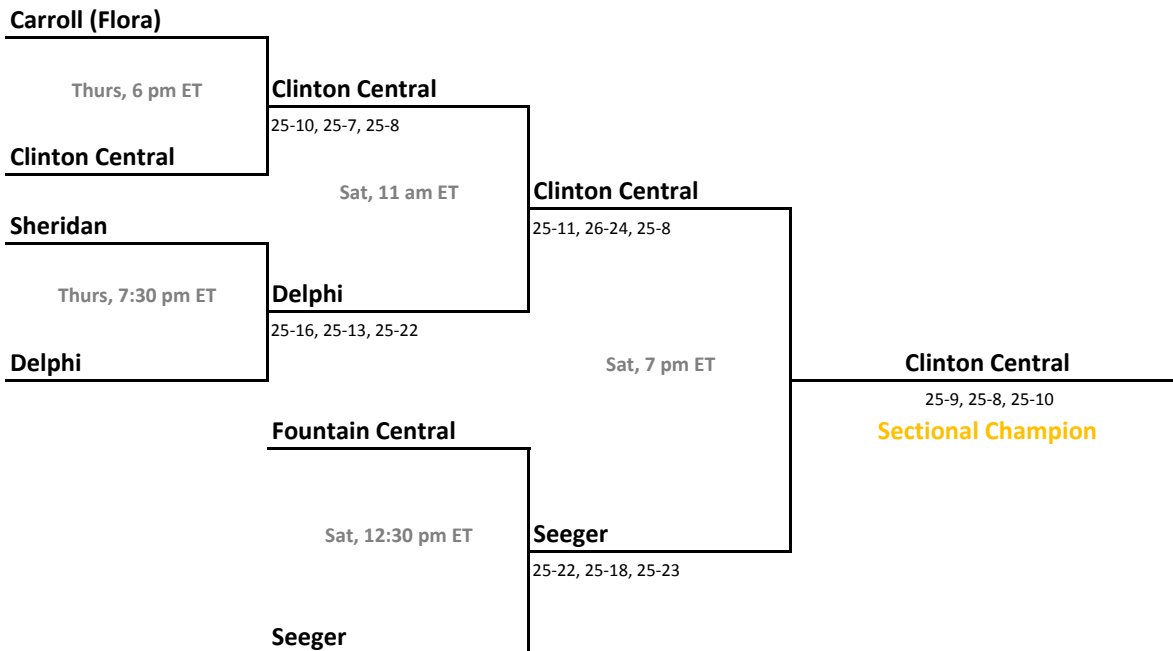 Carroll (Flora)
Thurs, 6 pm ET
Clinton Central
25-10, 25-7, 25-8
Clinton Central
Sat, 11 am ET
Clinton Central
25-11, 26-24, 25-8
Sheridan
Thurs, 7:30 pm ET
Delphi
25-16, 25-13, 25-22
Delphi
Sat, 7 pm ET
Clinton Central
25-9, 25-8, 25-10
Sectional Champion
Fountain Central
Sat, 12:30 pm ET
Seeger
25-22, 25-18, 25-23
Seeger